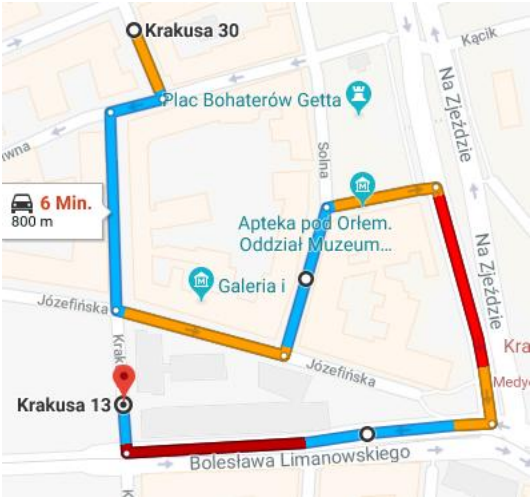 Krakusa 30
Kącik
Na Zjeździe
Plac Bohaterów Getta
wna
Solna
6 Min.
800 m
Apteka pod Orłem.
Oddział Muzeum...
Na Zjeździe
Galeria i
Józefińska
Krak
Józefińska
Kra
Medyc
Krakusa 13
Bolesława Limanowskiego
K